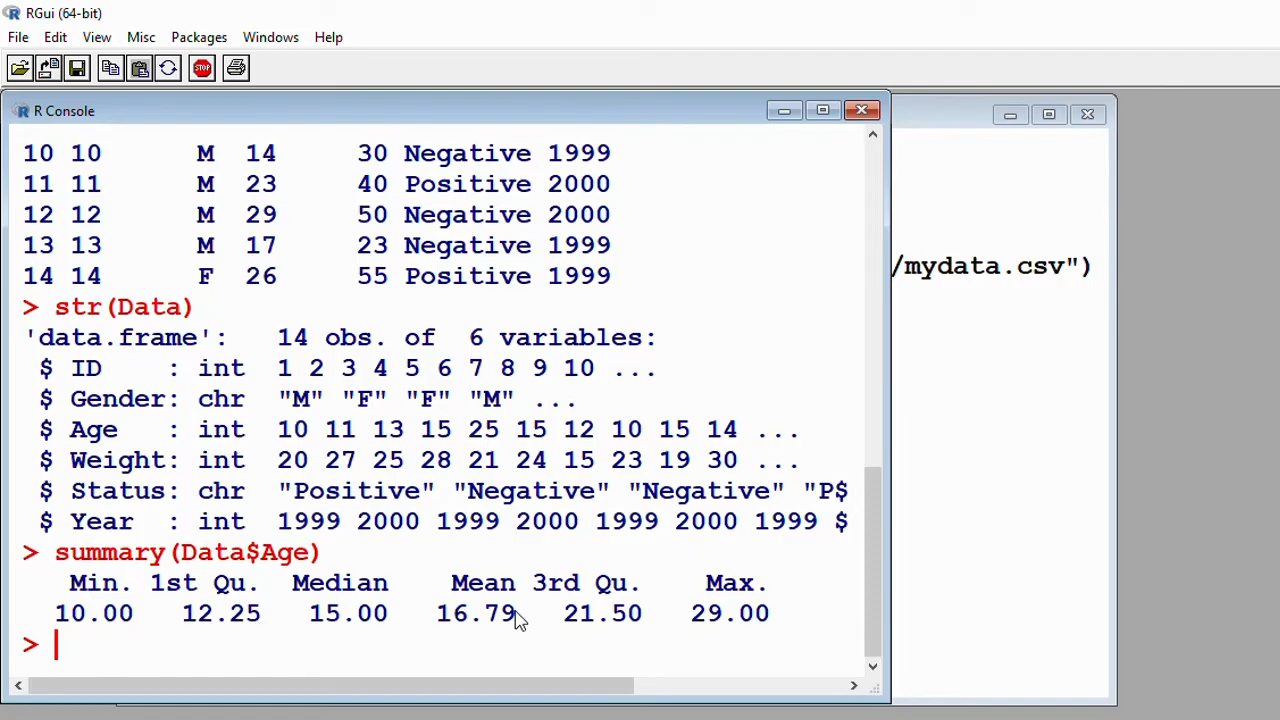 RGui (64-bit)
File Edit View Misc Packages Windows Help
STOP
R Console
10 10 M 14 30 Negative 1999
11 11 M 23 40 Positive 2000
12 12 M 29 50 Negative 2000
13 13 M 17 23 Negative 1999
14 14 F 26 55 Positive 1999
/mydata.csv")
> str(Data)
'data.frame': 14 obs. of 6 variables:
$ ID : int 1 2 3 4 5 6 7 8 9 10 ...
$ Gender: chr "M" "F" "F" "M" ...
$ Age : int 10 11 13 15 25 15 12 10 15 14 ...
$ Weight: int 20 27 25 28 21 24 15 23 19 30 ...
$ Status: chr "Positive" "Negative" "Negative" "P$
$ Year : int 1999 2000 1999 2000 1999 2000 1999 $
> summary(Data$Age)
Min. 1st Qu. Median Mean 3rd Qu. Max.
10.00 12.25 15.00 16.79 21.50 29.00
>